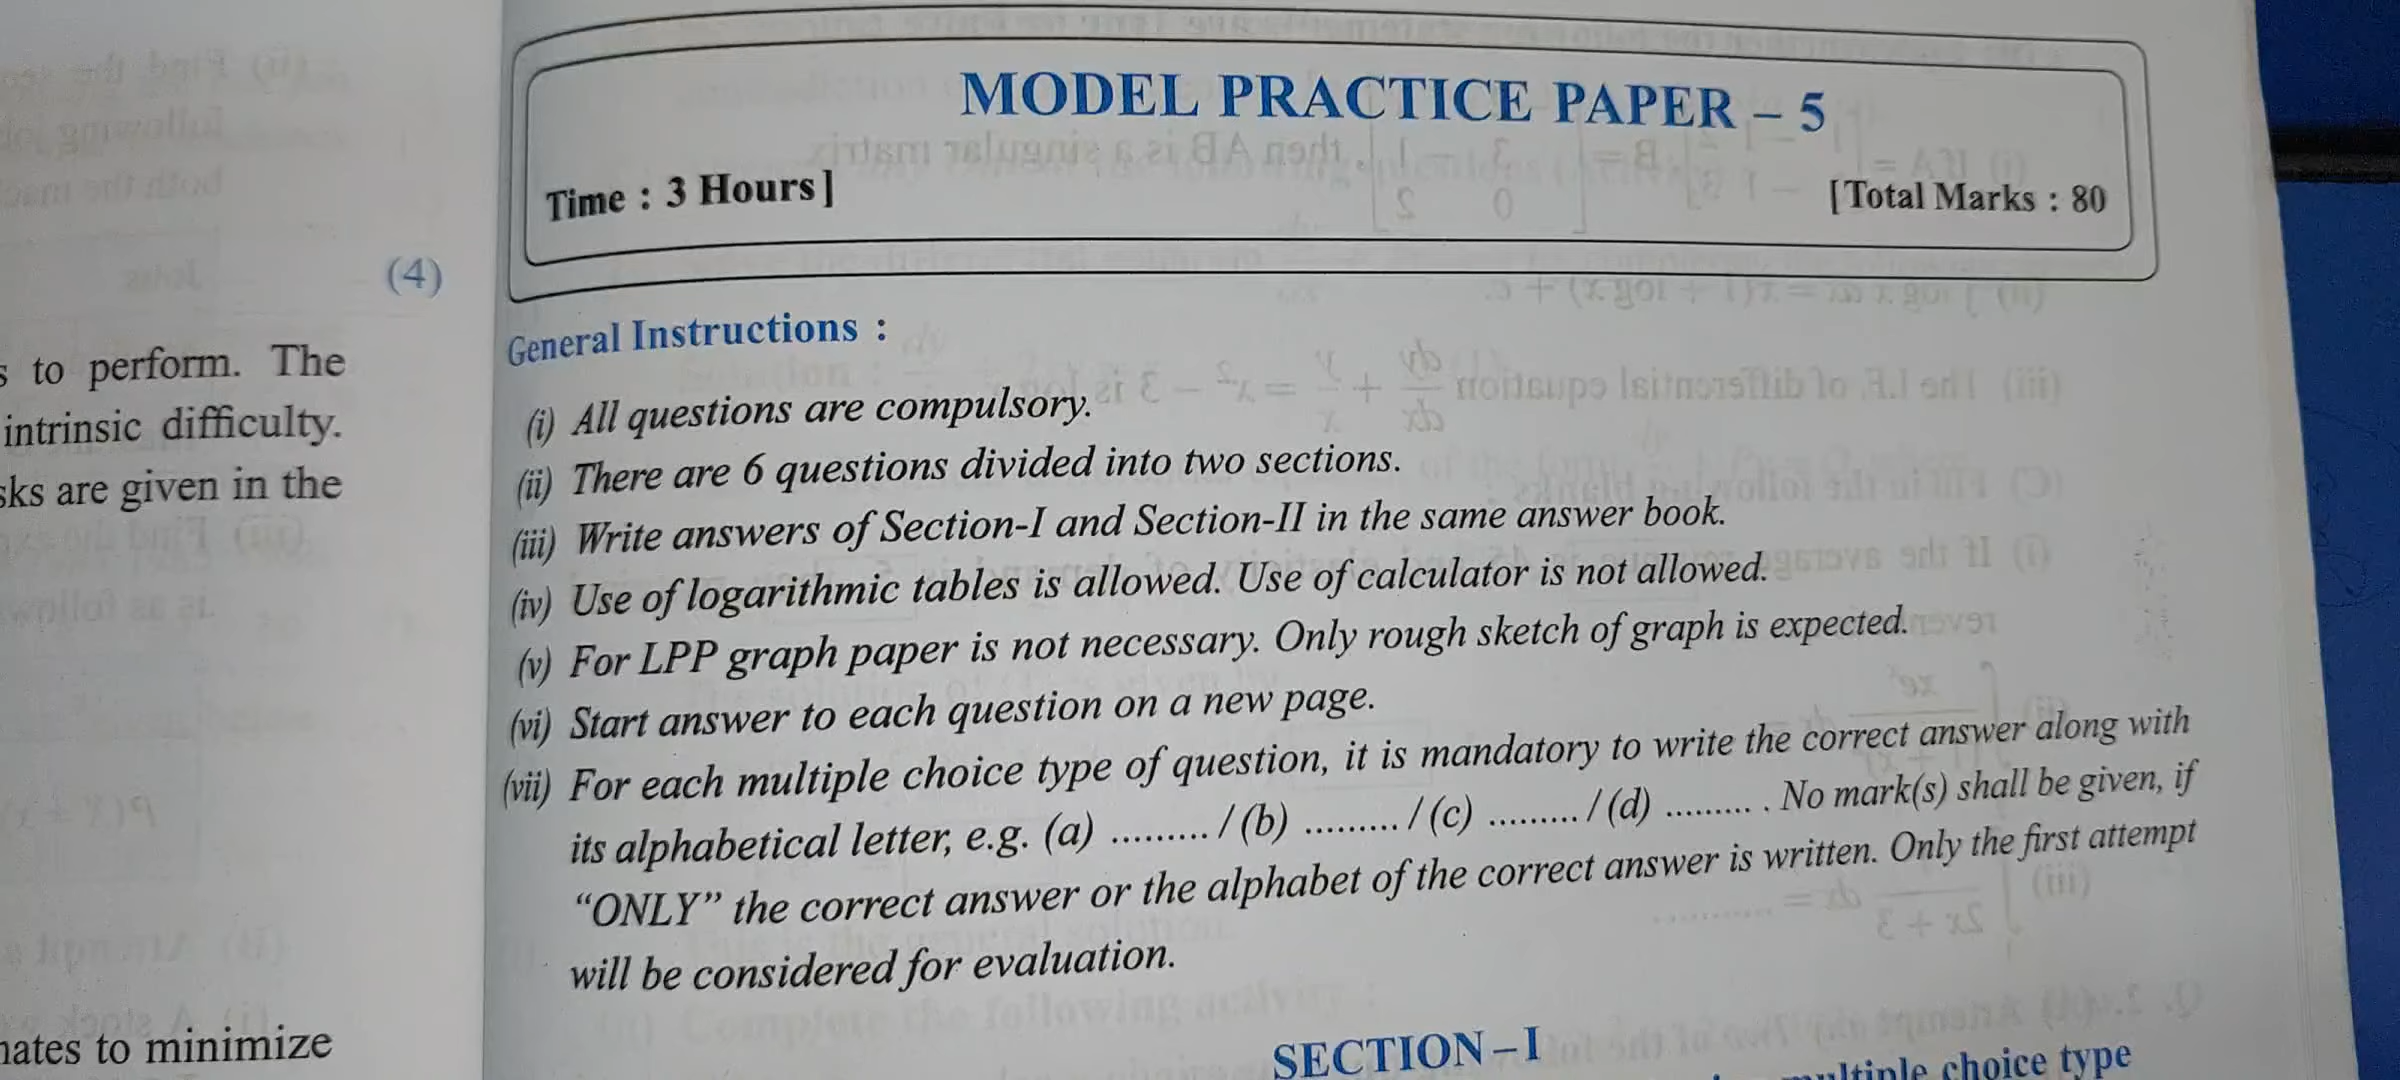 (4)
to perform. The
intrinsic difficulty.
are given in the
to minimize
MODEL PRACTICE PAPER – 5
Time : 3 Hours]
[Total Marks : 80
General Instructions :
(i) All questions are compulsory.
(ii) There are 6 questions divided into two sections.
(iii) Write answers of Section-I and Section-II in the same answer book.
(iv) Use of logarithmic tables is allowed. Use of calculator is not allowed.
(v) For LPP graph paper is not necessary. Only rough sketch of graph is expected.
(vi) Start answer to each question on a new page.
(vii) For each multiple choice type of question, it is mandatory to write the correct answer along with
its alphabetical letter, e.g. (a) ......... / (b) ......... / (c) ......... / (d) ......... . No mark(s) shall be given, if
“ONLY” the correct answer or the alphabet of the correct answer is written. Only the first attempt
will be considered for evaluation.
SECTION – I
choice type